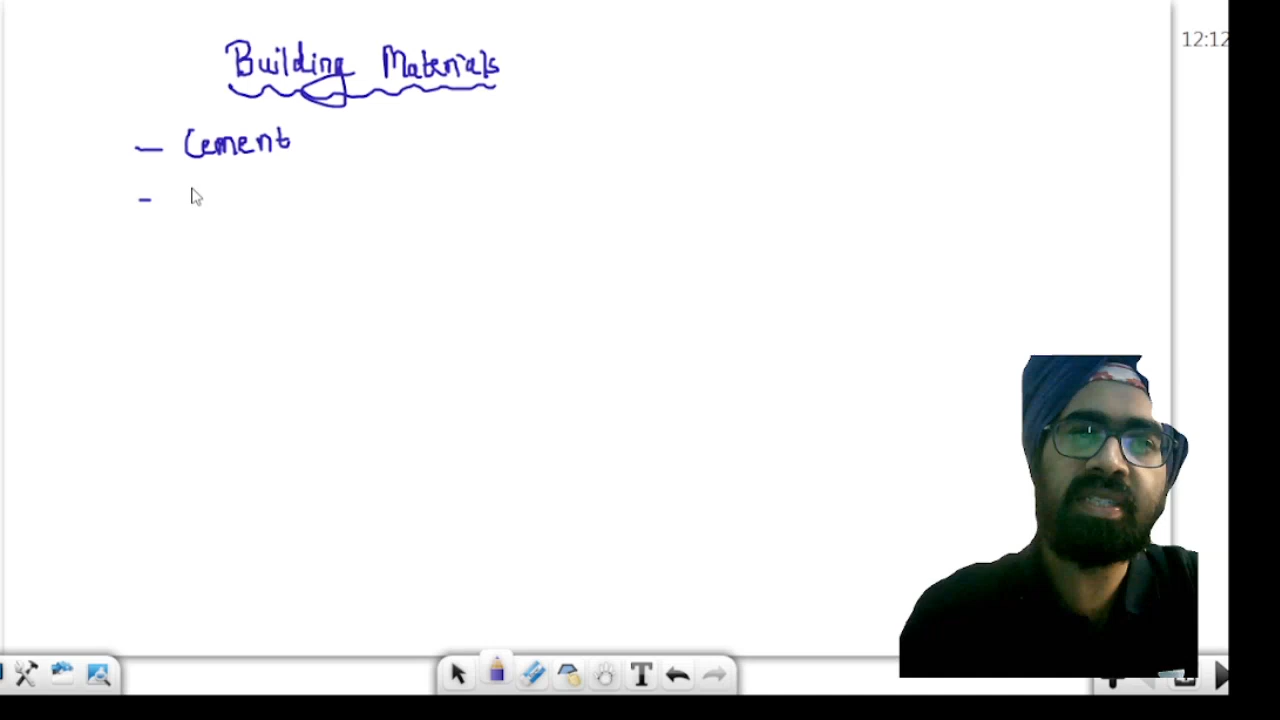 12:12
Building Materials
— Cement
-
T